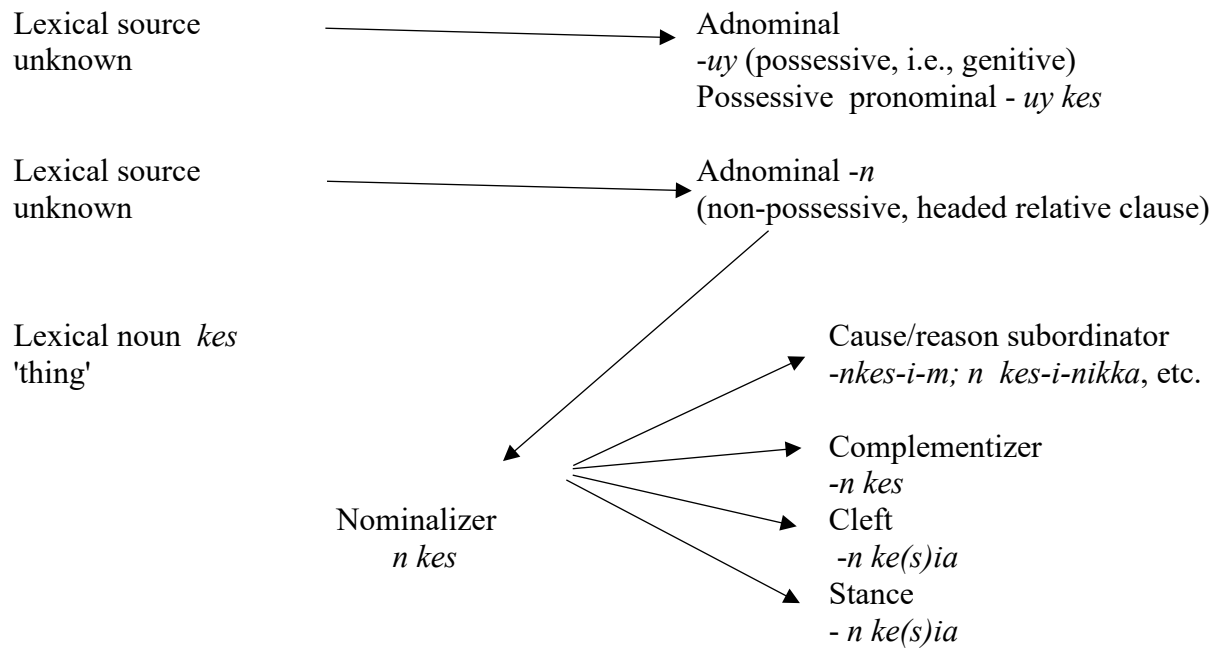 Lexical source
unknown
Adnominal
-uy (possessive, i.e., genitive)
Possessive pronominal - uy kes
Lexical source
unknown
Adnominal -n
(non-possessive, headed relative clause)
Lexical noun kes
'thing'
Cause/reason subordinator
-nkes-i-m; n kes-i-nikka, etc.
Complementizer
-n kes
Nominalizer
n kes
Cleft
-n ke(s)ia
Stance
- n ke(s)ia